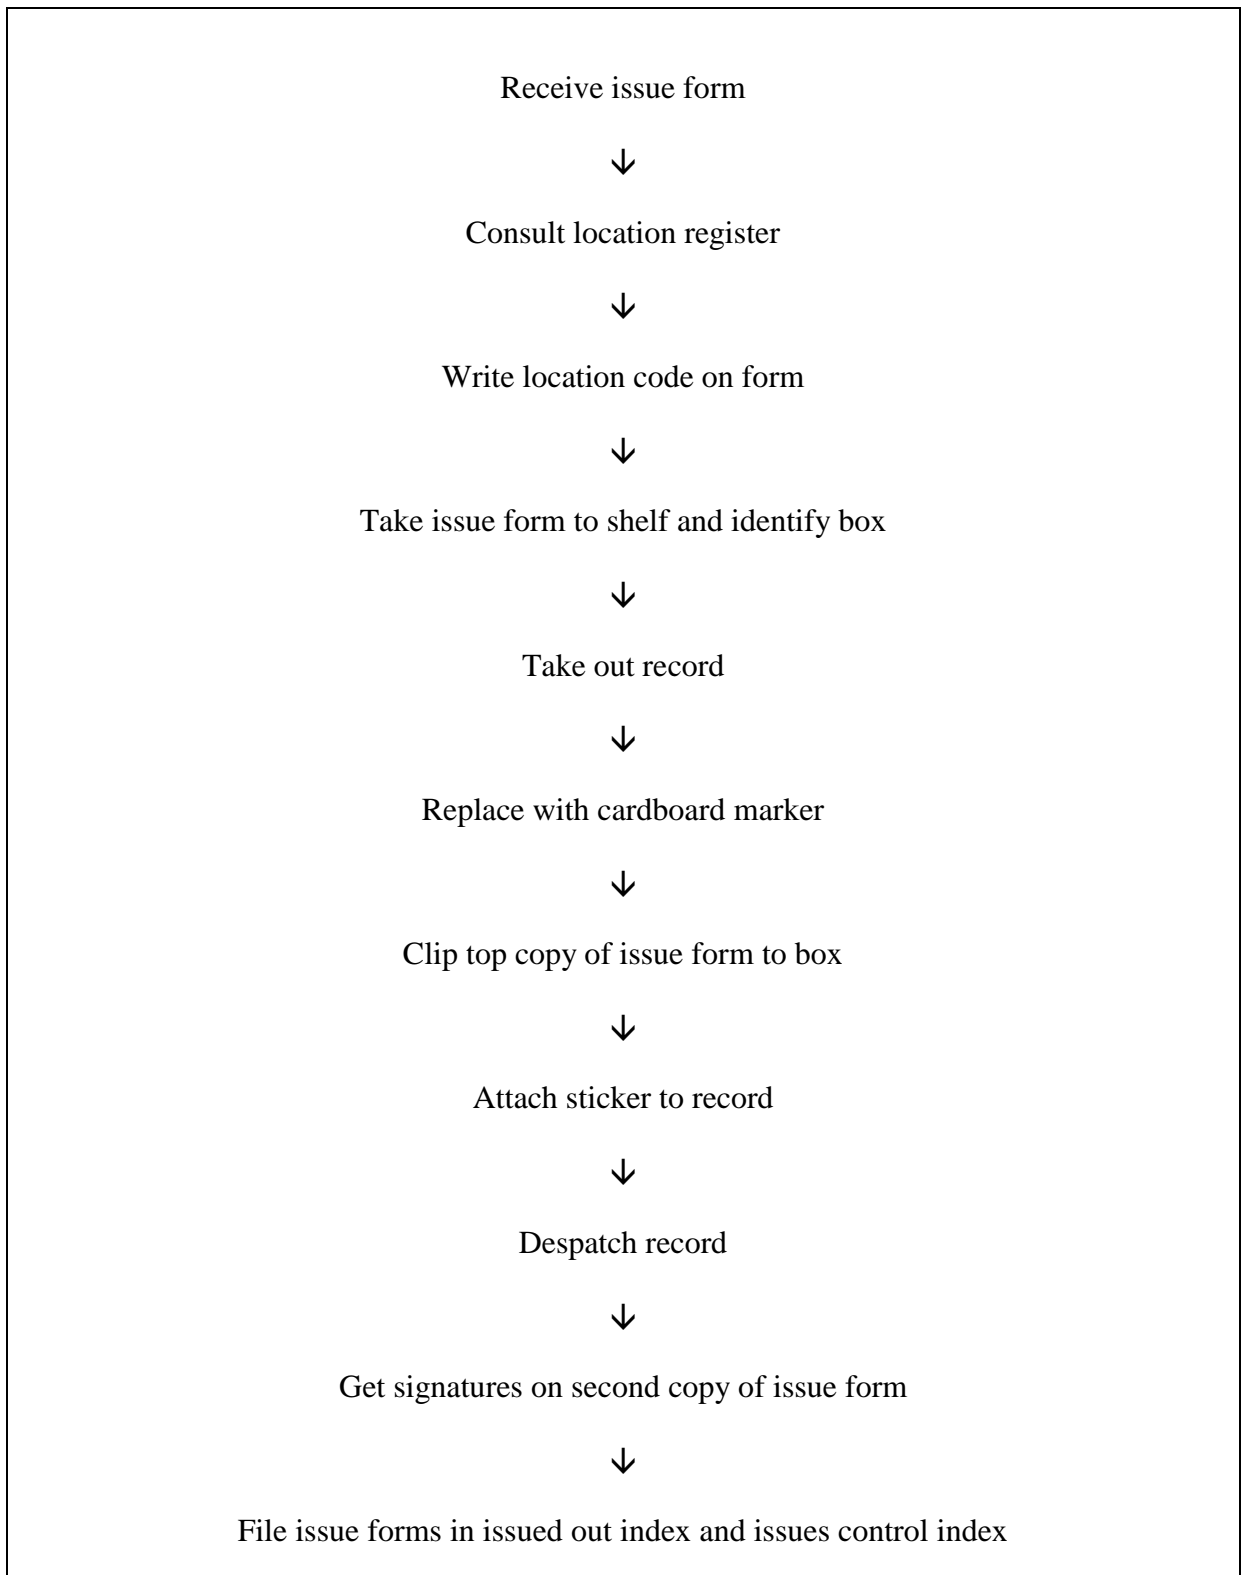 Receive issue form
↓
Consult location register
↓
Write location code on form
↓
Take issue form to shelf and identify box
↓
Take out record
↓
Replace with cardboard marker
↓
Clip top copy of issue form to box
↓
Attach sticker to record
↓
Despatch record
↓
Get signatures on second copy of issue form
↓
File issue forms in issued out index and issues control index